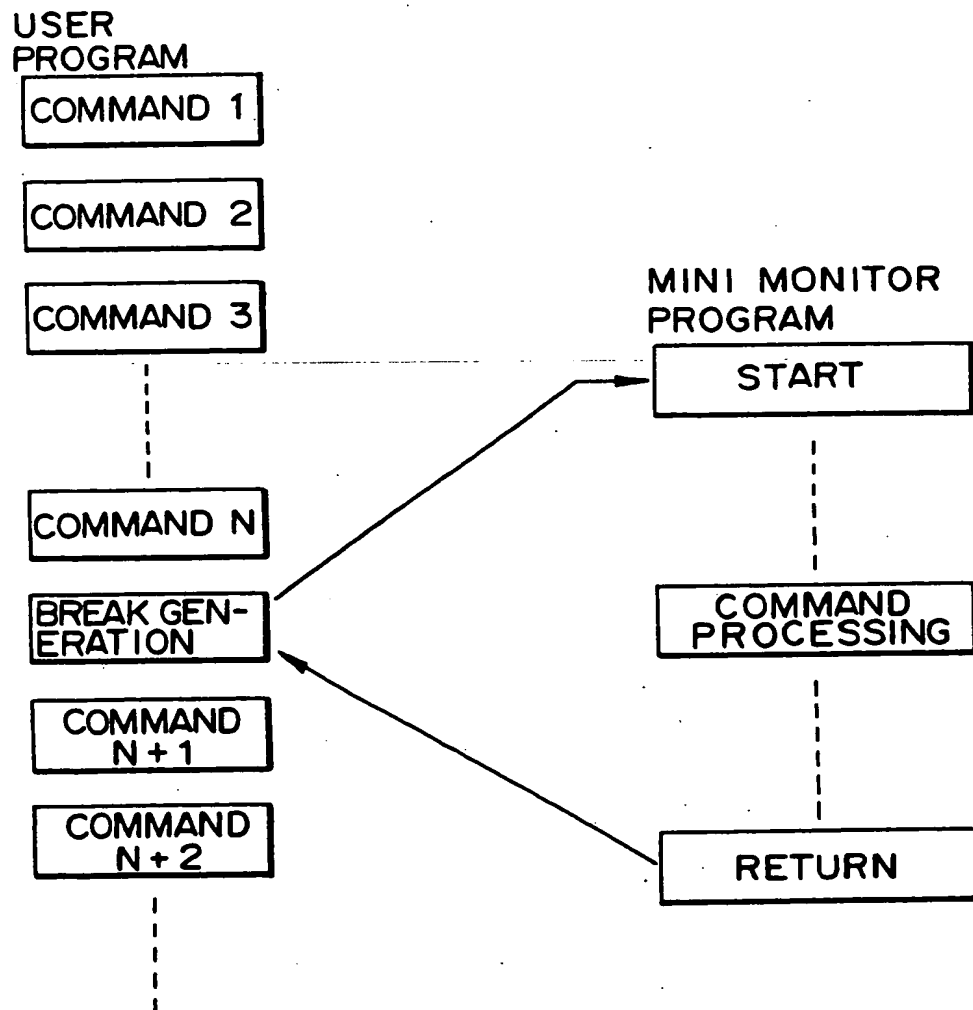 USER
PROGRAM
COMMAND 1
COMMAND 2
COMMAND 3
COMMAND N
BREAK GEN-
ERATION
COMMAND
N+1
COMMAND
N+2
MINI MONITOR
PROGRAM
START
COMMAND
PROCESSING
RETURN